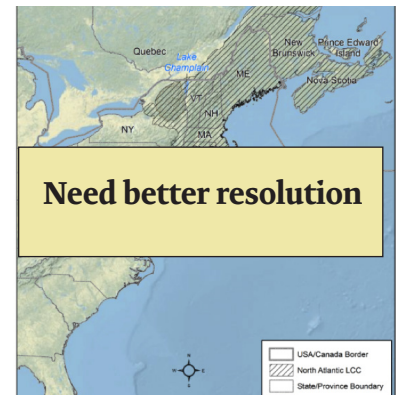 Quebec
Lake
Champlain
New
Brunswick
Prince Edward
Island
Nova Scotia
ME
VT
NH
NY
MA
Need better resolution
N
W
E
S
USA/Canada Border
North Atlantic LCC
State/Province Boundary